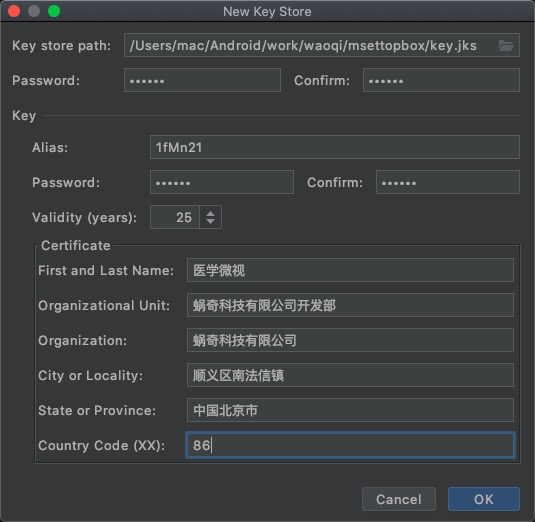 New Key Store
Key store path: /Users/mac/Android/work/waoqi/msettopbox/key.jks
Password: •••••• Confirm: ••••••
Key
Alias: 1fMn21
Password: •••••• Confirm: ••••••
Validity (years): 25
Certificate
First and Last Name: 医学微视
Organizational Unit: 蜗奇科技有限公司开发部
Organization: 蜗奇科技有限公司
City or Locality: 顺义区南法信镇
State or Province: 中国北京市
Country Code (XX): 86
Cancel OK